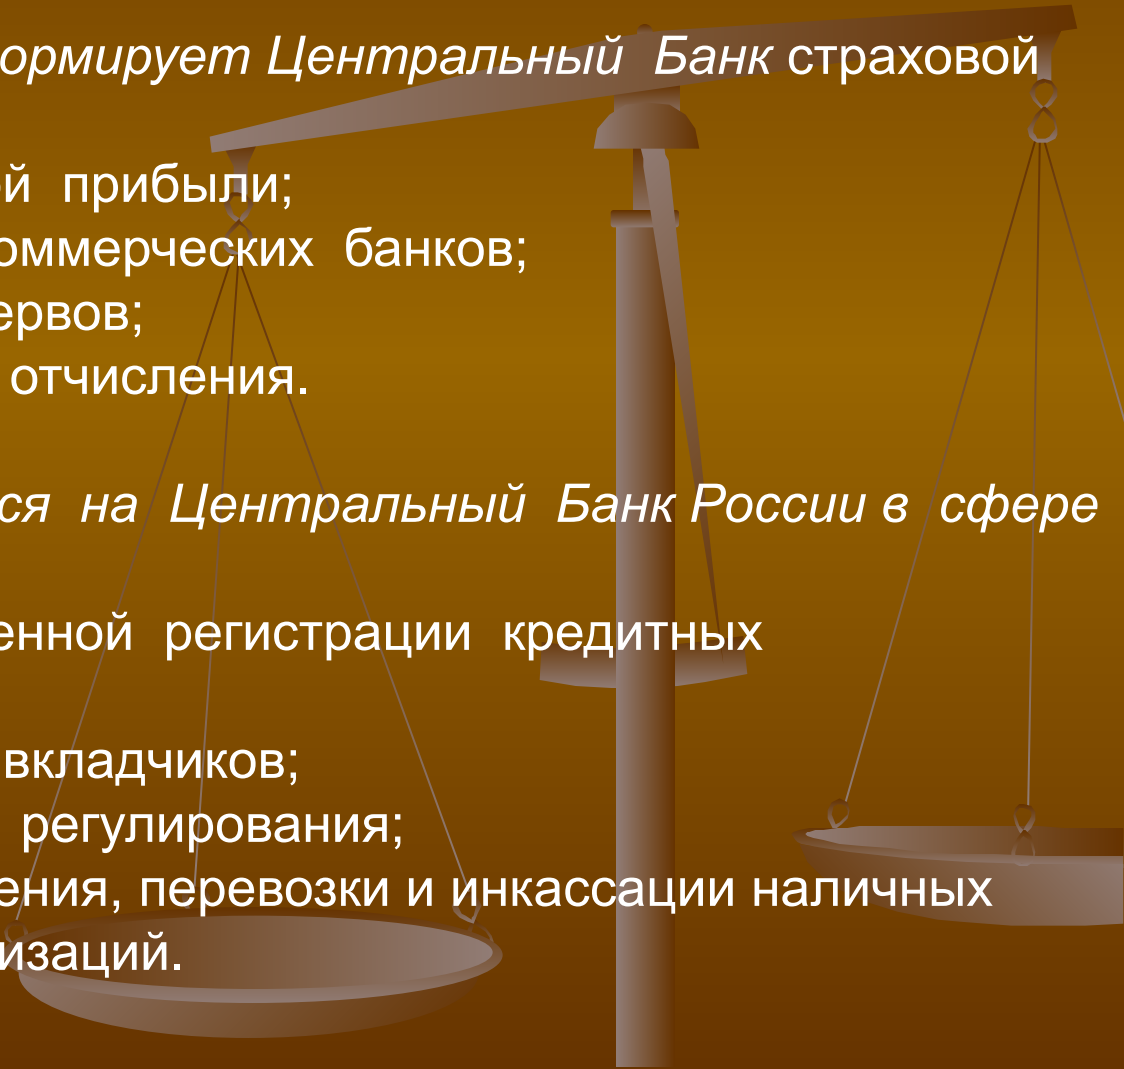 ормирует Центральный Банк страховой
й прибыли;
оммерческих банков;
ервов;
отчисления.
ся на Центральный Банк России в сфере
енной регистрации кредитных
вкладчиков;
регулирования;
ения, перевозки и инкассации наличных
изаций.